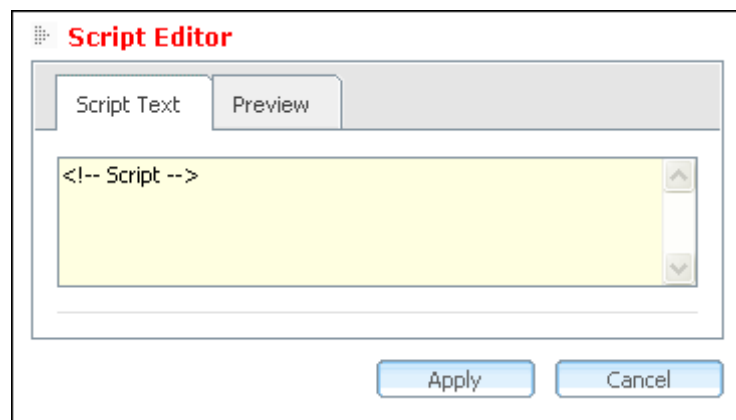 Script Editor
Script Text Preview
<!-- Script -->
Apply Cancel